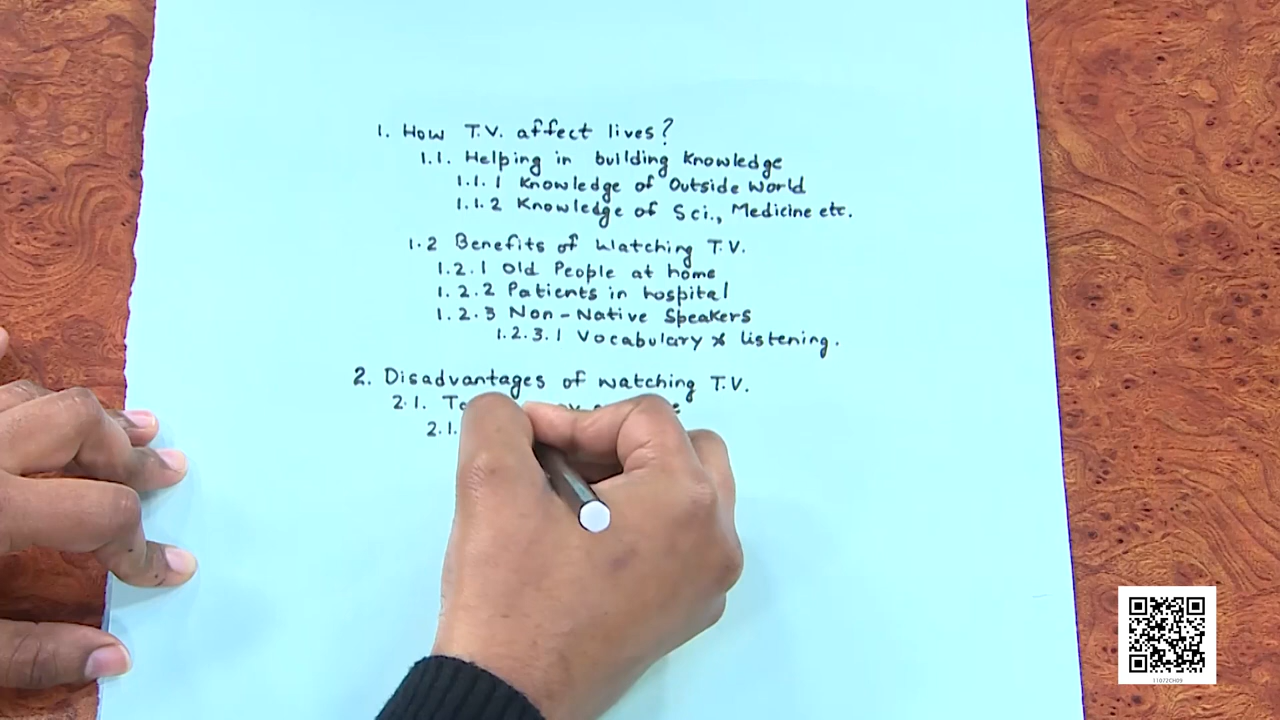 1. How T.V. affect lives?
1.1. Helping in building Knowledge
1.1.1 Knowledge of Outside World
1.1.2 Knowledge of Sci., Medicine etc.
1.2 Benefits of Watching T.V.
1.2.1 Old People at home
1.2.2 Patients in hospital
1.2.3 Non-Native Speakers
1.2.3.1 Vocabulary & listening.
2. Disadvantages of watching T.V.
2.1.
2.1.
11072CH09